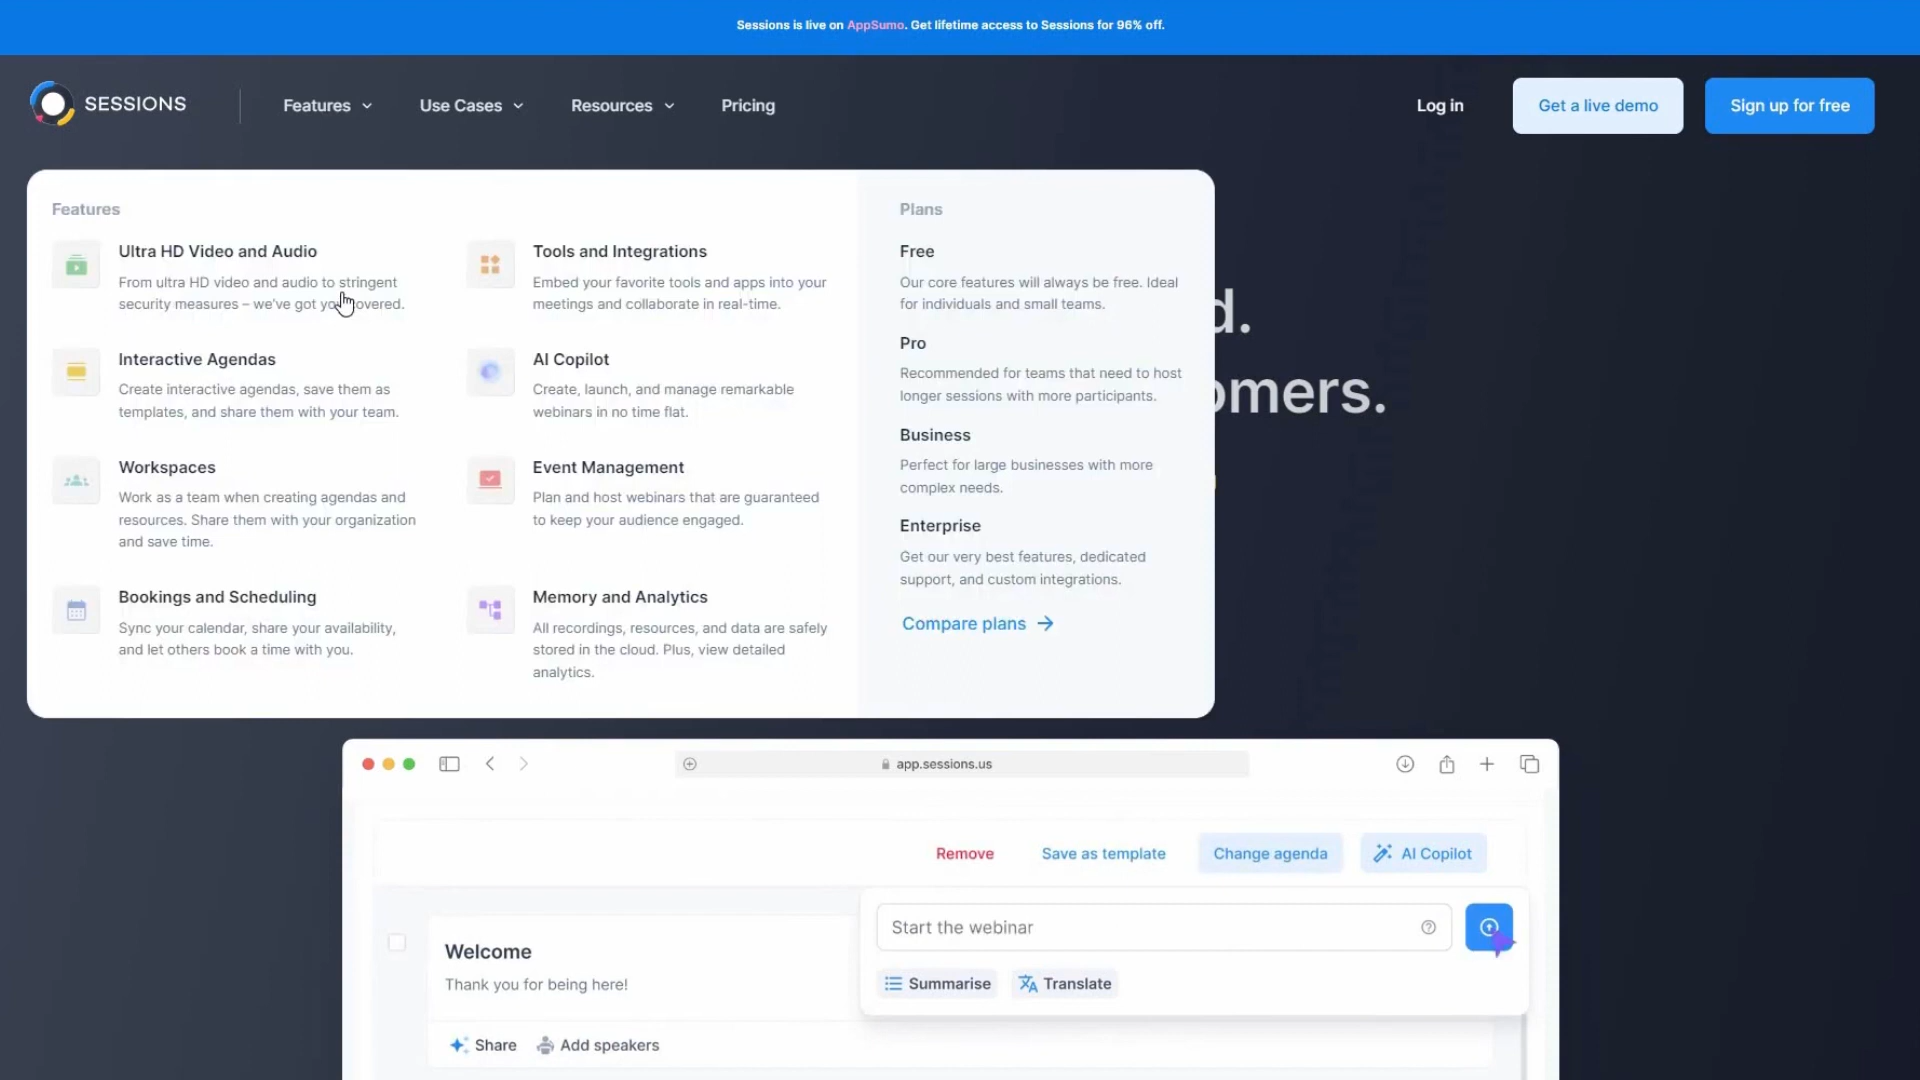 Sessions is live on AppSumo. Get lifetime access to Sessions for 96% off.
SESSIONS
Features
Use Cases
Resources
Pricing
Log in
Get a live demo
Sign up for free
Features
Ultra HD Video and Audio
From ultra HD video and audio to stringent
security measures – we've got covered.
Interactive Agendas
Create interactive agendas, save them as
templates, and share them with your team.
Workspaces
Work as a team when creating agendas and
resources. Share them with your organization
and save time.
Bookings and Scheduling
Sync your calendar, share your availability,
and let others book a time with you.
Tools and Integrations
Embed your favorite tools and apps into your
meetings and collaborate in real-time.
AI Copilot
Create, launch, and manage remarkable
webinars in no time flat.
Event Management
Plan and host webinars that are guaranteed
to keep your audience engaged.
Memory and Analytics
All recordings, resources, and data are safely
stored in the cloud. Plus, view detailed
analytics.
Plans
Free
Our core features will always be free. Ideal
for individuals and small teams.
Pro
Recommended for teams that need to host
longer sessions with more participants.
Business
Perfect for large businesses with more
complex needs.
Enterprise
Get our very best features, dedicated
support, and custom integrations.
Compare plans
d.
omers.
app.sessions.us
Remove
Save as template
Change agenda
AI Copilot
Start the webinar
Summarise
Translate
Welcome
Thank you for being here!
Share
Add speakers